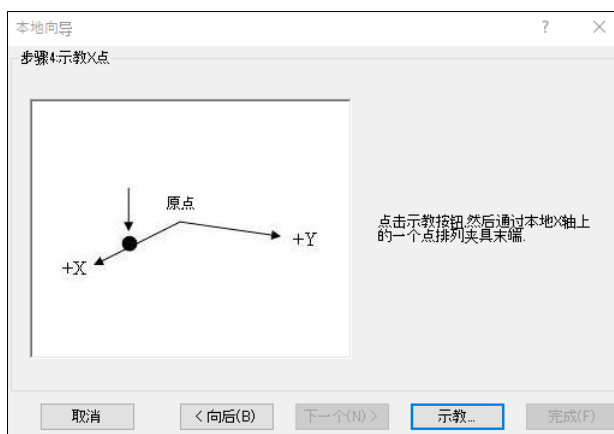 本地向导
步骤4:示教X点
原点
+Y
+X
点击示教按钮,然后通过本地X轴上
的一个点排列夹具末端.
取消
< 向后(B)
下一个(N) >
示教...
完成(F)